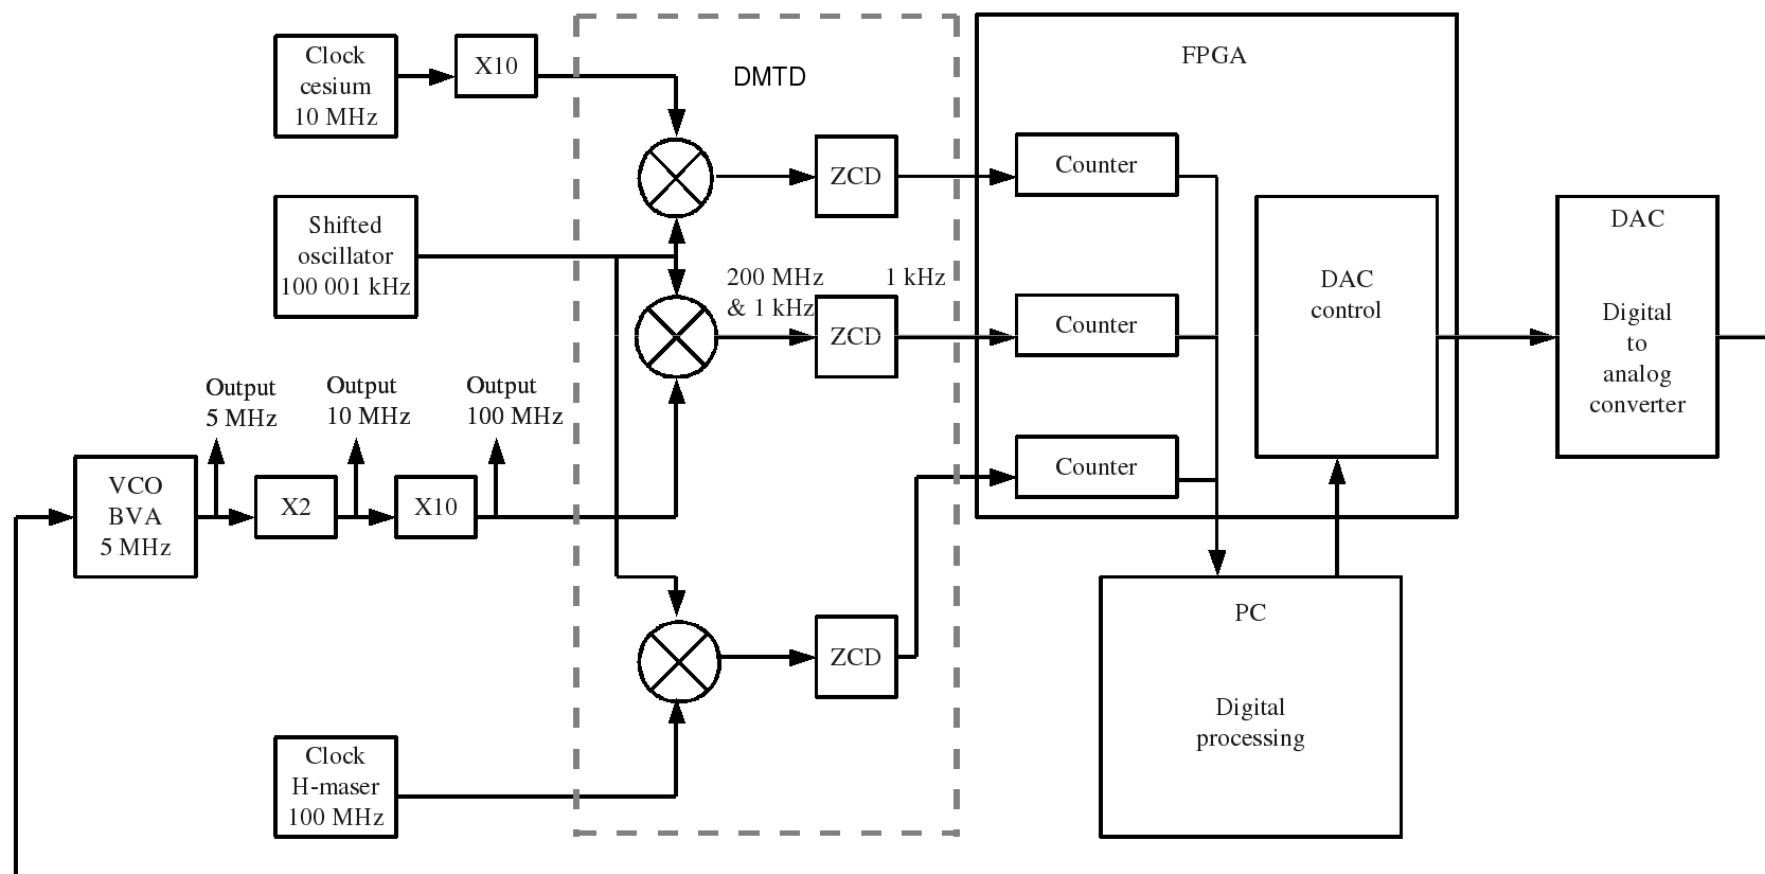 Clock
cesium
10 MHz
X10
DMTD
FPGA
ZCD
Counter
Shifted
oscillator
100 001 kHz
200 MHz
& 1 kHz
1 kHz
ZCD
Counter
DAC
control
DAC
Digital
to
analog
converter
Output
5 MHz
Output
10 MHz
Output
100 MHz
VCO
BVA
5 MHz
X2
X10
Counter
ZCD
PC
Digital
processing
Clock
H-maser
100 MHz